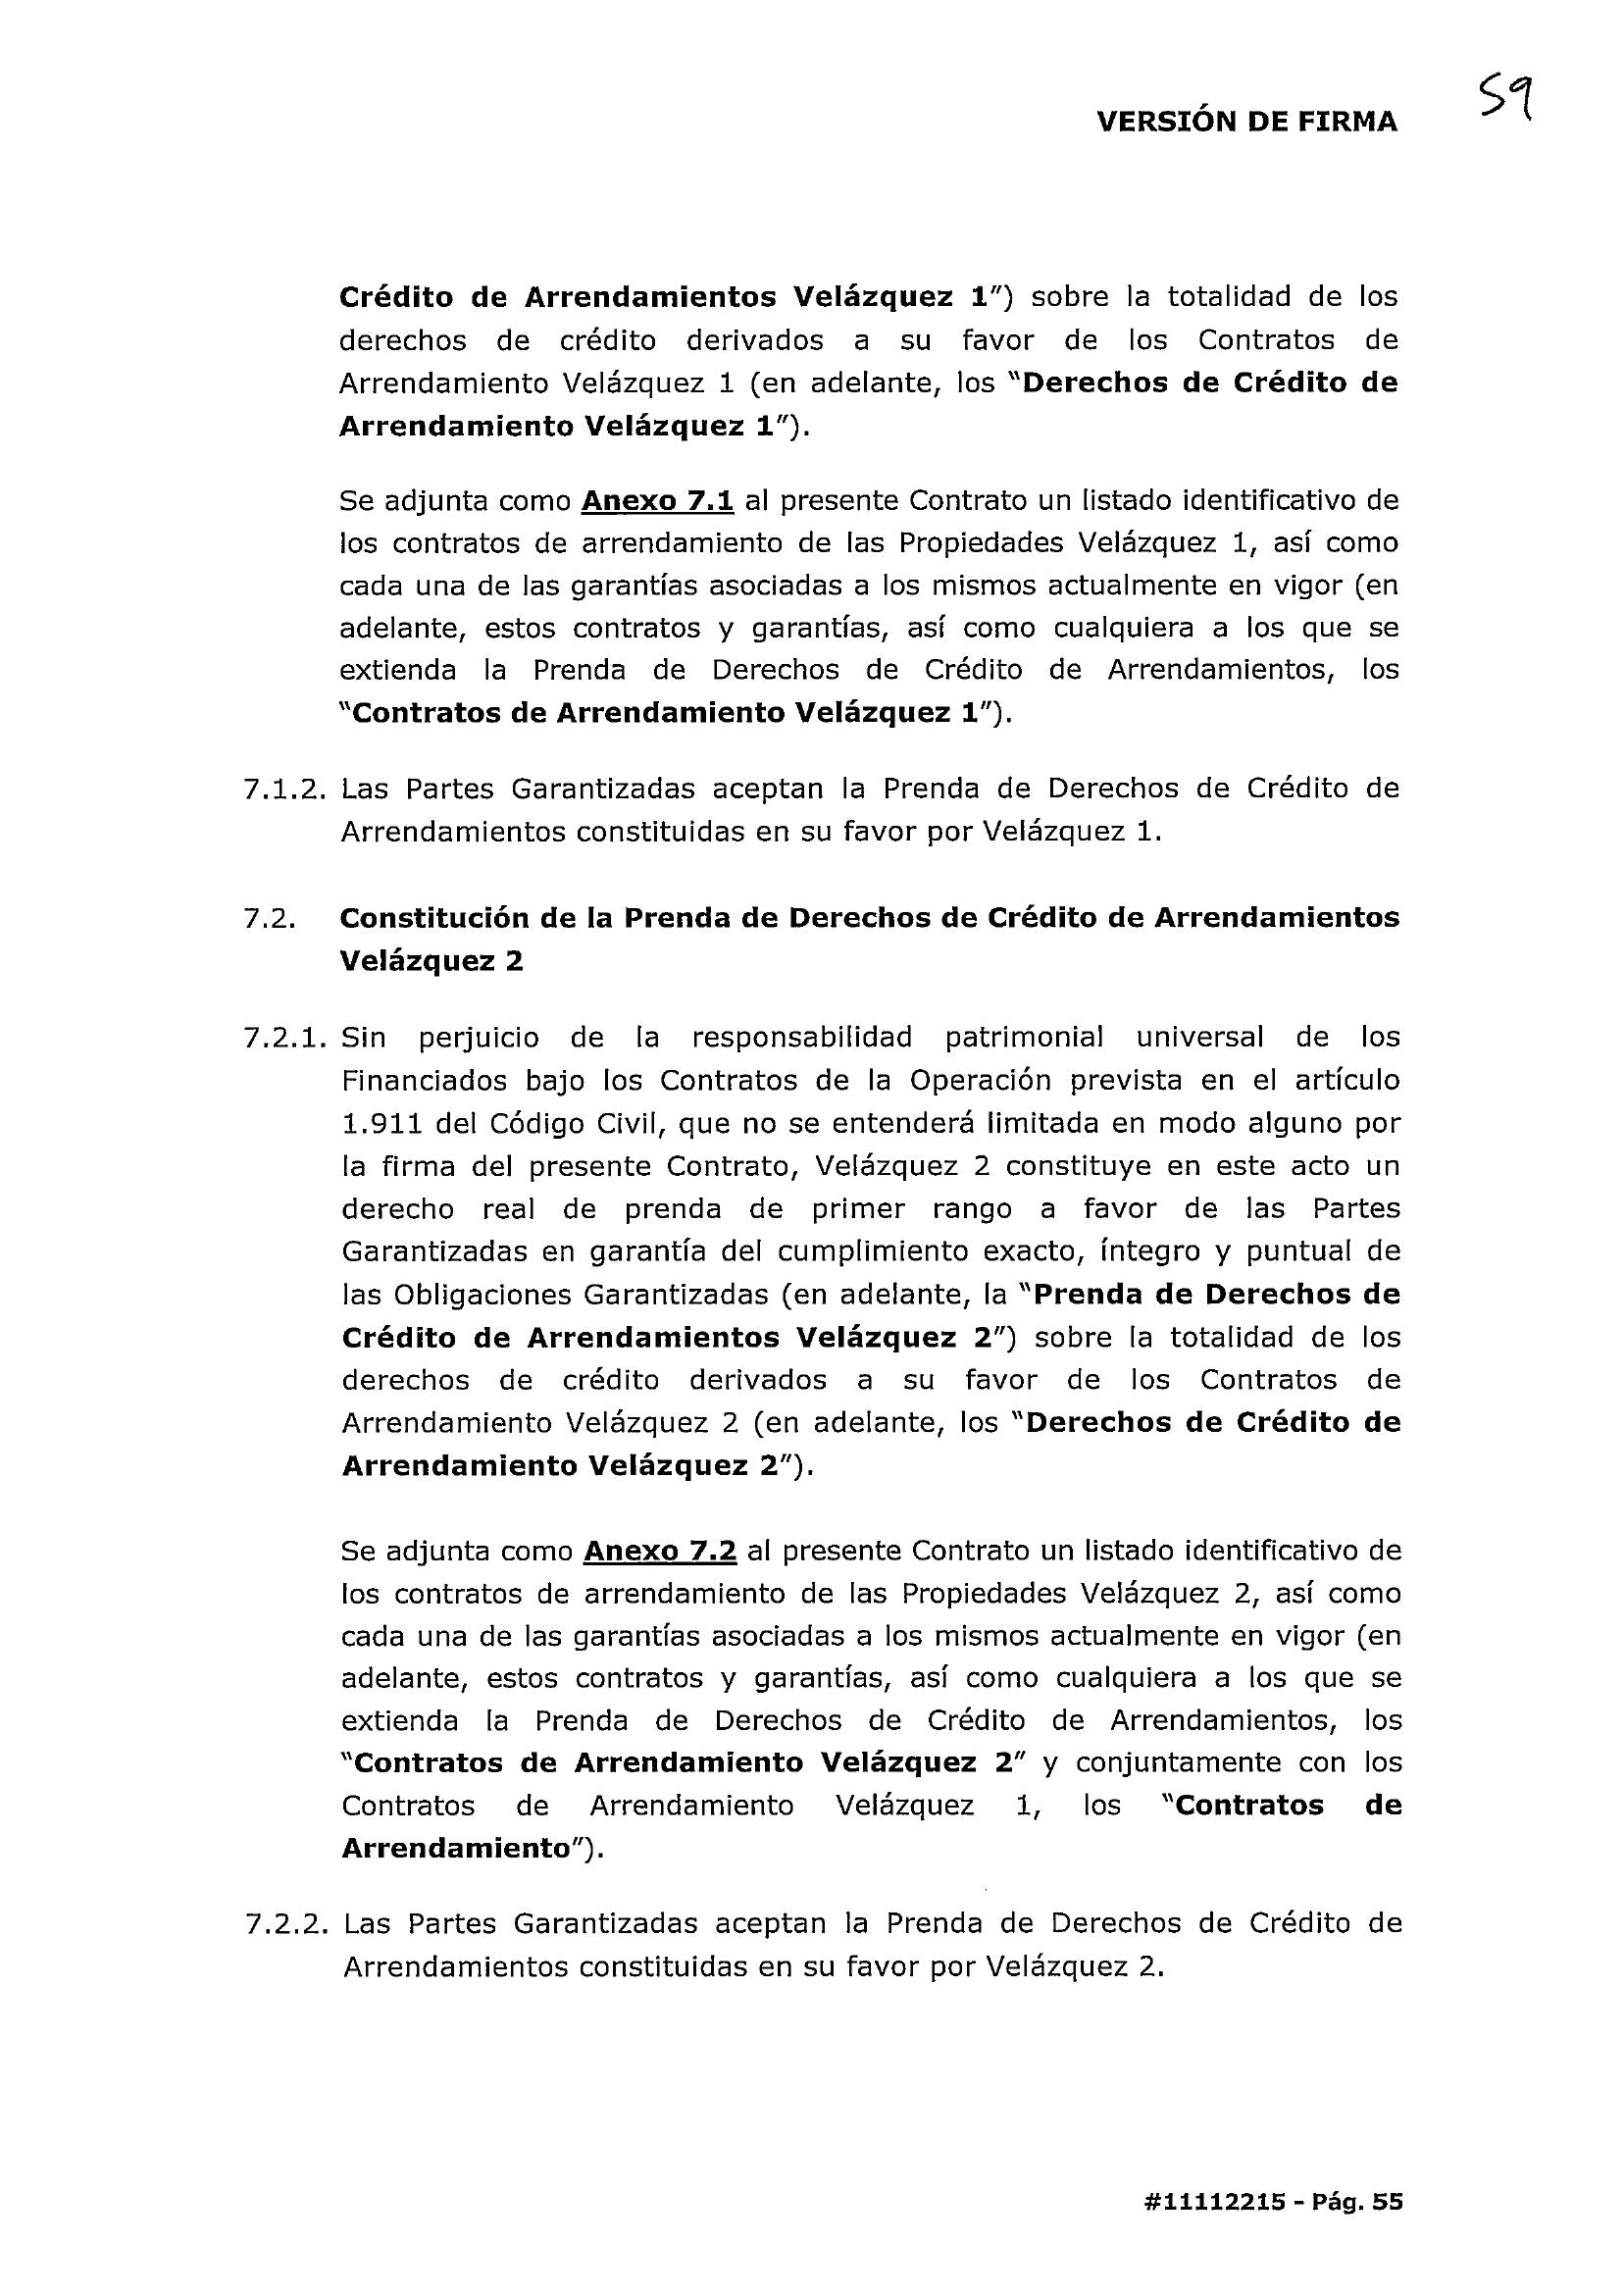 59
VERSIÓN DE FIRMA
Crédito de Arrendamientos Velázquez 1") sobre la totalidad de los
derechos de crédito derivados a su favor de los Contratos de
Arrendamiento Velázquez 1 (en adelante, los "Derechos de Crédito de
Arrendamiento Velázquez 1").
Se adjunta como Anexo 7.1 al presente Contrato un listado identificativo de
los contratos de arrendamiento de las Propiedades Velázquez 1, así como
cada una de las garantías asociadas a los mismos actualmente en vigor (en
adelante, estos contratos y garantías, así como cualquiera a los que se
extienda la Prenda de Derechos de Crédito de Arrendamientos, los
"Contratos de Arrendamiento Velázquez 1").
7.1.2. Las Partes Garantizadas aceptan la Prenda de Derechos de Crédito de
Arrendamientos constituidas en su favor por Velázquez 1.
7.2. Constitución de la Prenda de Derechos de Crédito de Arrendamientos
Velázquez 2
7.2.1. Sin perjuicio de la responsabilidad patrimonial universal de los
Financiados bajo los Contratos de la Operación prevista en el artículo
1.911 del Código Civil, que no se entenderá limitada en modo alguno por
la firma del presente Contrato, Velázquez 2 constituye en este acto un
derecho real de prenda de primer rango a favor de las Partes
Garantizadas en garantía del cumplimiento exacto, íntegro y puntual de
las Obligaciones Garantizadas (en adelante, la "Prenda de Derechos de
Crédito de Arrendamientos Velázquez 2") sobre la totalidad de los
derechos de crédito derivados a su favor de los Contratos de
Arrendamiento Velázquez 2 (en adelante, los "Derechos de Crédito de
Arrendamiento Velázquez 2").
Se adjunta como Anexo 7.2 al presente Contrato un listado identificativo de
los contratos de arrendamiento de las Propiedades Velázquez 2, así como
cada una de las garantías asociadas a los mismos actualmente en vigor (en
adelante, estos contratos y garantías, así como cualquiera a los que se
extienda la Prenda de Derechos de Crédito de Arrendamientos, los
"Contratos de Arrendamiento Velázquez 2" y conjuntamente con los
Contratos de Arrendamiento Velázquez 1, los "Contratos de
Arrendamiento").
7.2.2. Las Partes Garantizadas aceptan la Prenda de Derechos de Crédito de
Arrendamientos constituidas en su favor por Velázquez 2.
#11112215 - Pág. 55